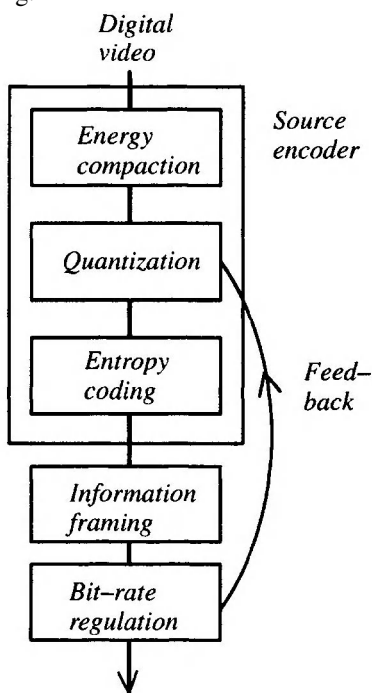 Digital
video
Energy
compaction
Source
encoder
Quantization
Entropy
coding
Feed–
back
Information
framing
Bit–rate
regulation